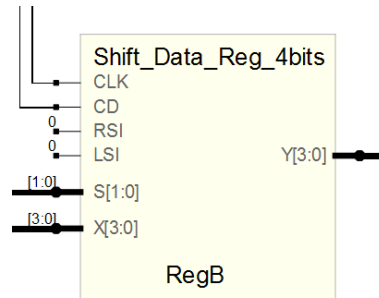 Shift_Data_Reg_4bits
CLK
CD
0 RSI
0 LSI
Y[3:0]
[1:0] S[1:0]
[3:0] X[3:0]
RegB